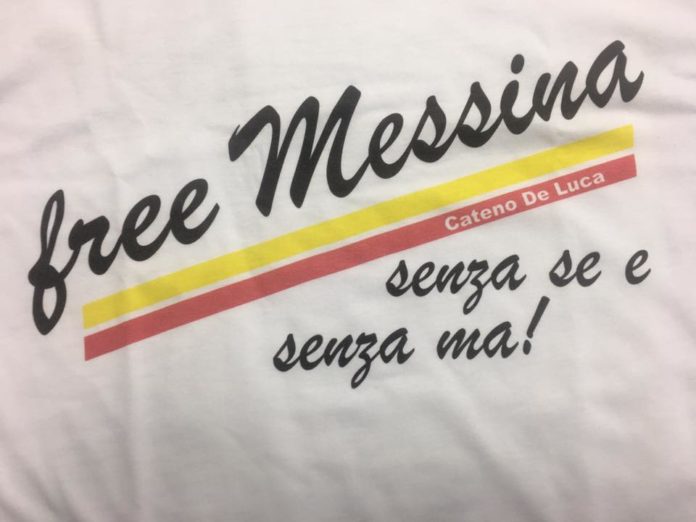 free Messina
Cateno De Luca
senza se e
senza ma!